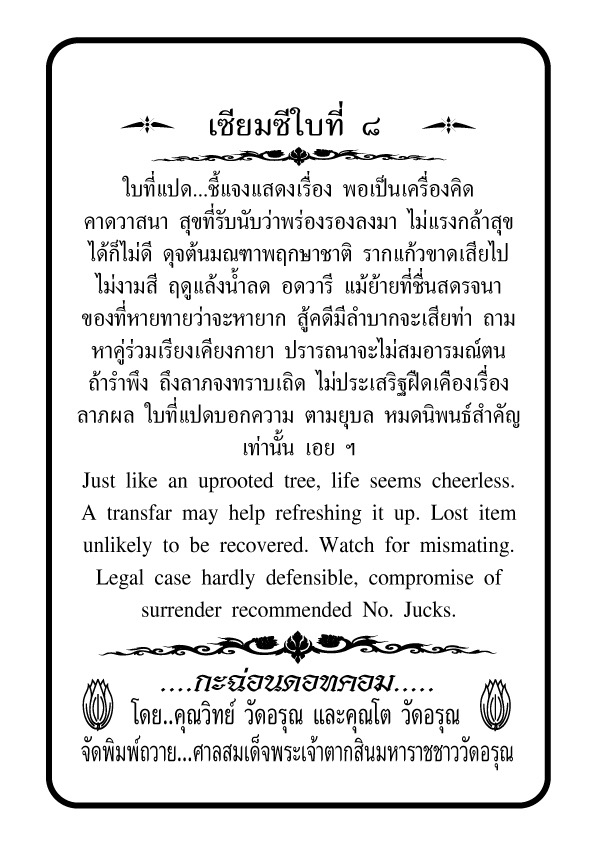 เซียมซีใบที่ ๘
ใบที่แปด...ชี้แจงแสดงเรื่อง พอเป็นเครื่องคิด
คาดวาสนา สุขที่รับนับว่าพร่องรองลงมา ไม่แรงกล้าสุข
ได้ก็ไม่ดี ดุจต้นมณฑาพฤกษาชาติ รากแก้วขาดเสียไป
ไม่งามสี ฤดูแล้งน้ำลด อดวารี แม้ย้ายที่ชื่นสดรจนา
ของที่หายทายว่าจะหายาก สู้คดีมีลำบากจะเสียท่า ถาม
หาคู่ร่วมเรียงเคียงกายา ปรารถนาจะไม่สมอารมณ์ตน
ถ้ารำพึง ถึงลาภจงทราบเถิด ไม่ประเสริฐฝืดเคืองเรื่อง
ลาภผล ใบที่แปดบอกความ ตามยุบล หมดนิพนธ์สำคัญ
เท่านั้น เอย ฯ
Just like an uprooted tree, life seems cheerless.
A transfar may help refreshing it up. Lost item
unlikely to be recovered. Watch for mismating.
Legal case hardly defensible, compromise of
surrender recommended No. Jucks.
....กะฉ่อนดอทคอม.....
โดย..คุณวิทย์ วัดอรุณ และคุณโต วัดอรุณ
จัดพิมพ์ถวาย...ศาลสมเด็จพระเจ้าตากสินมหาราชชาววัดอรุณ